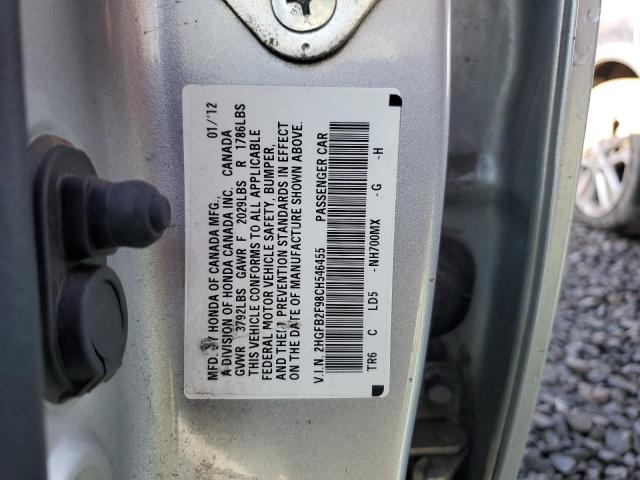 MFD. BY HONDA OF CANADA MFG. 01/'12
A DIVISION OF HONDA CANADA INC. CANADA
GVWR 3792LBS GAWR F 2029LBS R 1786LBS
THIS VEHICLE CONFORMS TO ALL APPLICABLE
FEDERAL MOTOR VEHICLE SAFETY, BUMPER,
AND THEFT PREVENTION STANDARDS IN EFFECT
ON THE DATE OF MANUFACTURE SHOWN ABOVE.
V.I.N. 2HGFB2F98CH546455 PASSENGER CAR
TR6 C LD5 -NH700MX -G -H